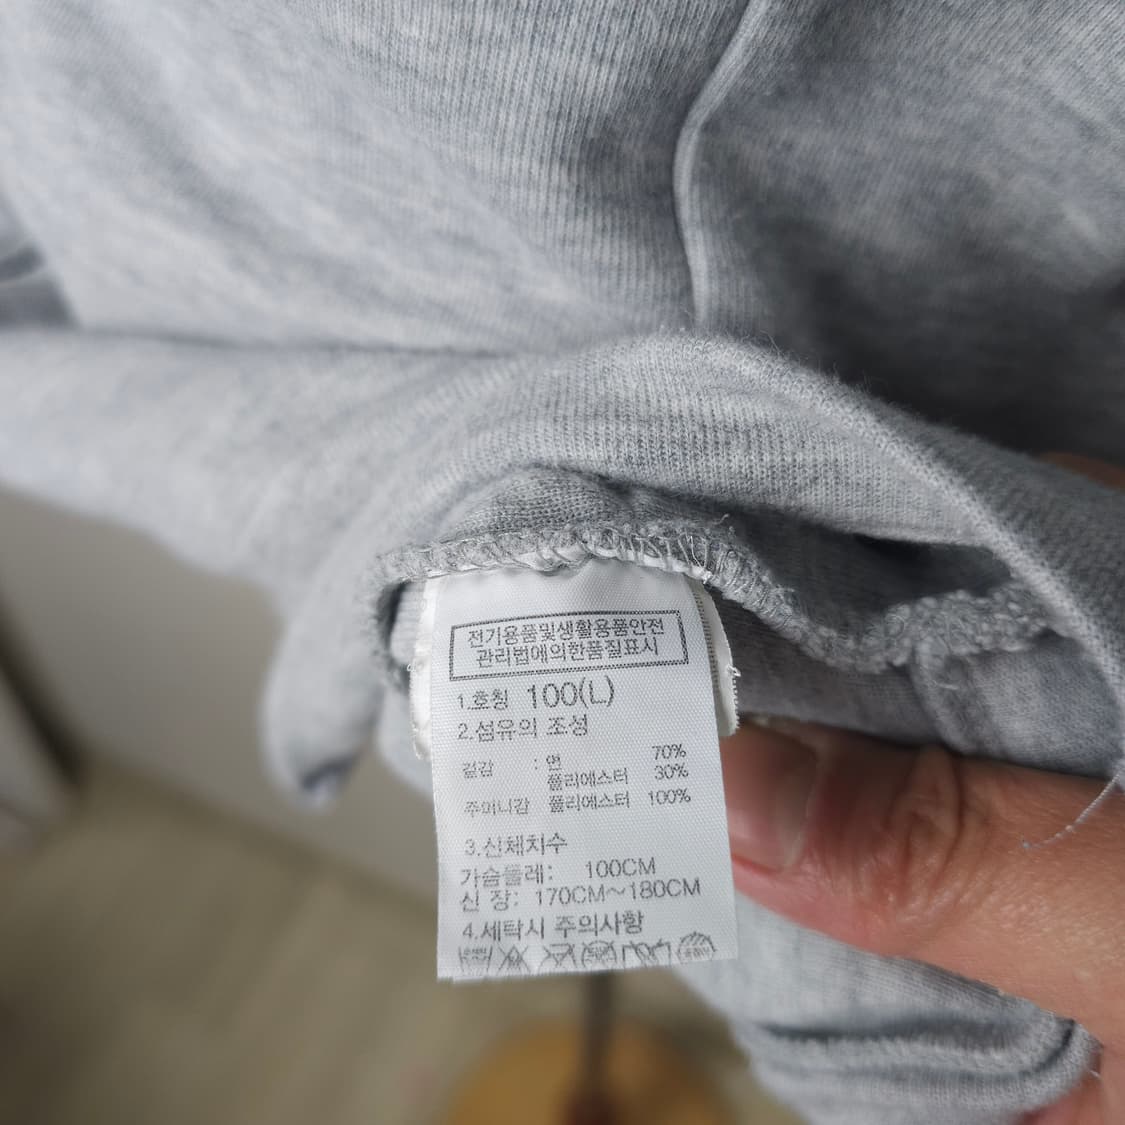 전기용품및생활용품안전
관리법에의한품질표시
1.호칭 100(L)
2.섬유의 조성
겉감 : 면 70%
폴리에스터 30%
주머니감 폴리에스터 100%
3.신체치수
가슴둘레: 100CM
신 장: 170CM~180CM
4.세탁시 주의사항